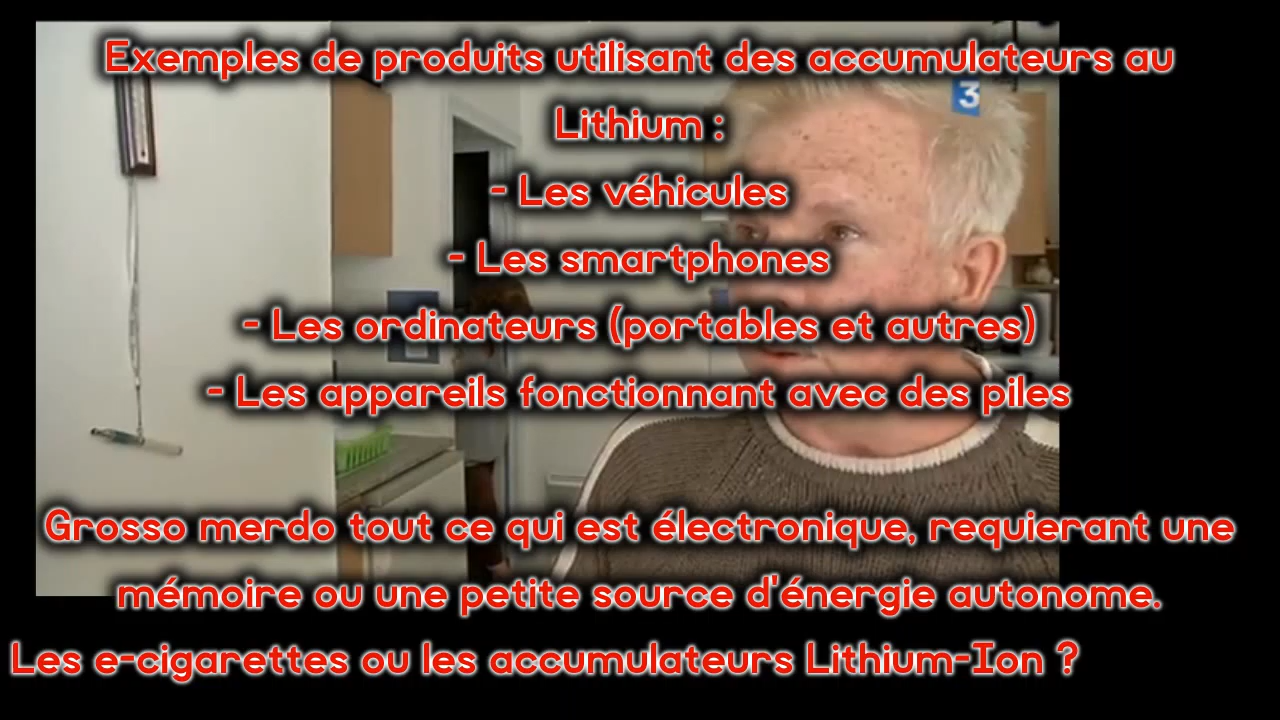 Exemples de produits utilisant des accumulateurs au
3
Lithium :
- Les véhicules
- Les smartphones
- Les ordinateurs (portables et autres)
- Les appareils fonctionnant avec des piles
Grosso merdo tout ce qui est électronique, requierant une
mémoire ou une petite source d'énergie autonome.
Les e-cigarettes ou les accumulateurs Lithium-Ion ?